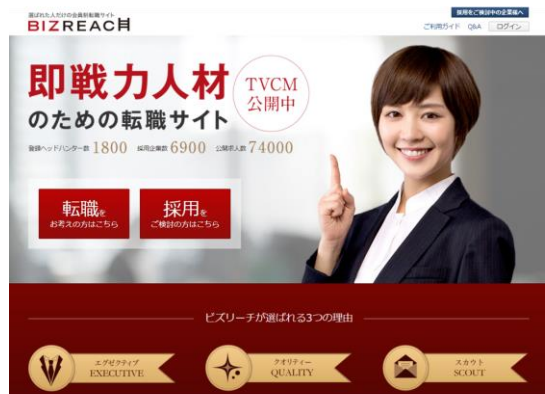 選ばれた人だけの会員制転職サイト
BIZREACH
採用をご検討中の企業様へ
ご利用ガイド Q&A ログイン
即戦力人材
のための転職サイト
TVCM
公開中
登録ヘッドハンター数 1800 採用企業数 6900 公開求人数 74000
転職を
お考えの方はこちら
採用を
ご検討の方はこちら
ビズリーチが選ばれる3つの理由
エグゼクティブ
EXECUTIVE
クオリティー
QUALITY
スカウト
SCOUT